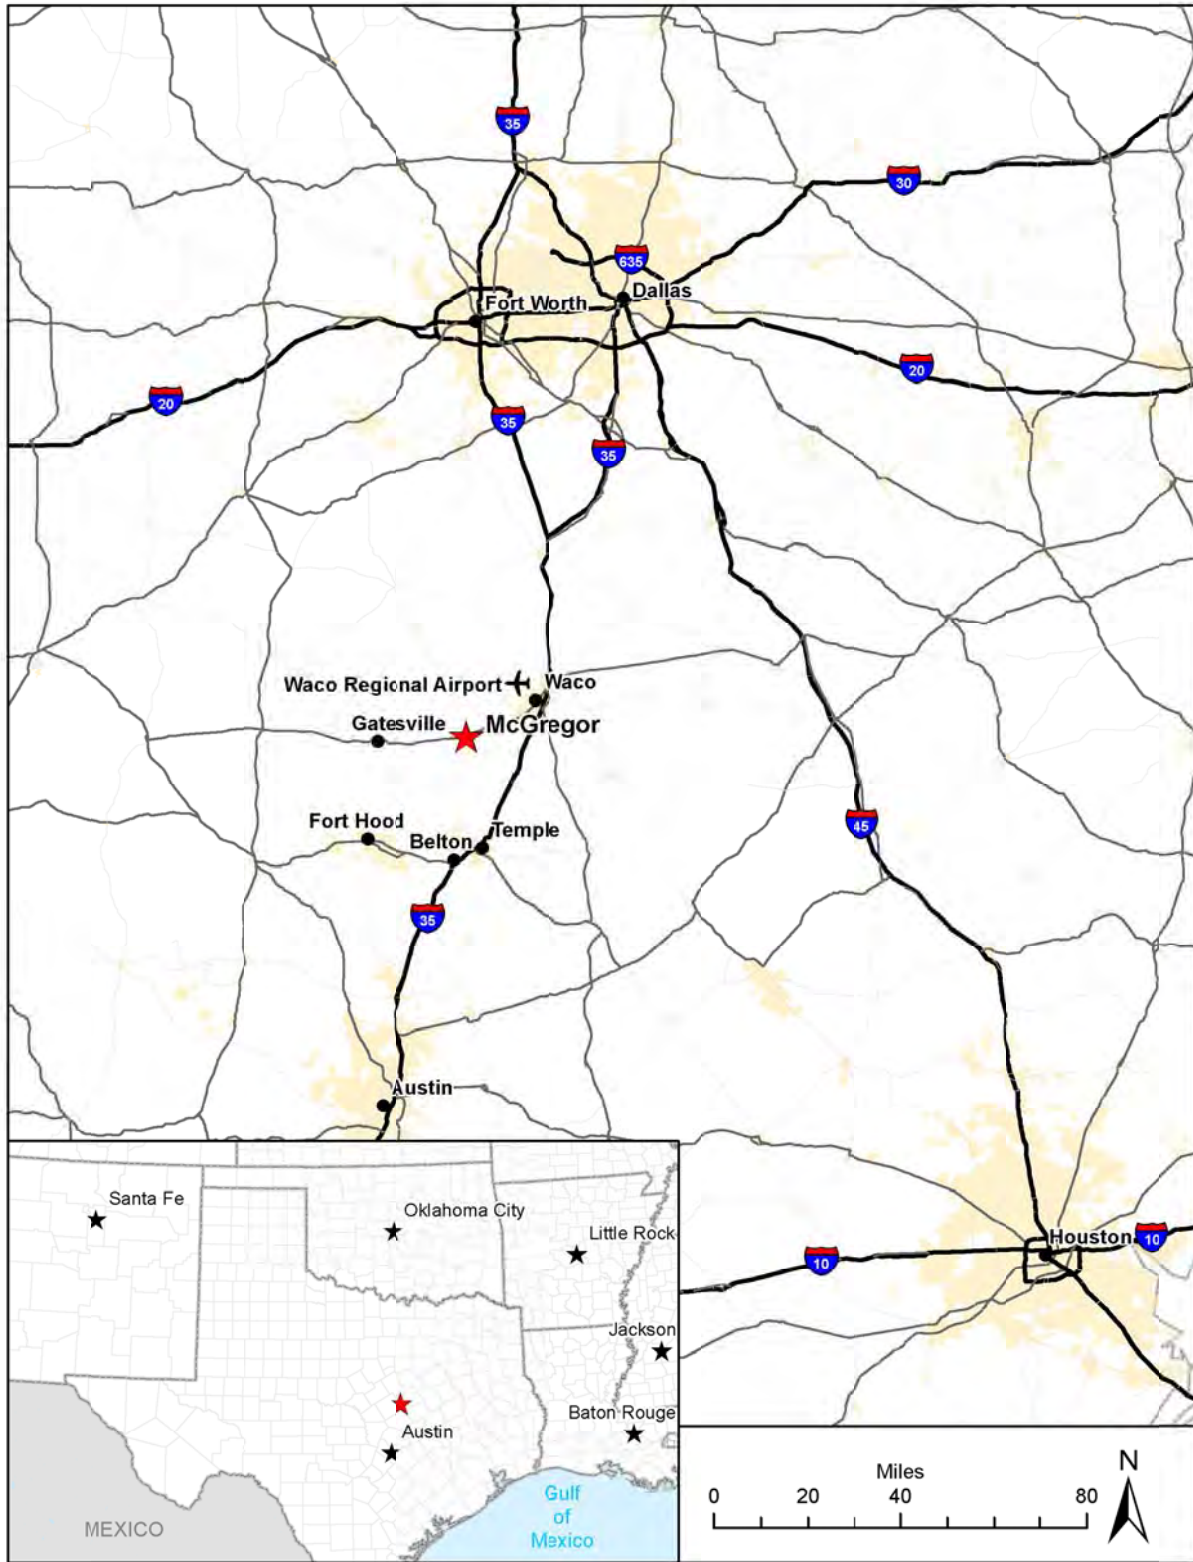 35
30
635
Dallas
Fort Worth
20
20
35
35
Waco Regional Airport
Waco
Gatesville
McGregor
Fort Hood
Temple
Belton
45
35
Austin
Houston
10
10
Santa Fe
Oklahoma City
Little Rock
Jackson
Baton Rouge
Austin
Gulf
of
Mexico
MEXICO
Miles
0 20 40 80
N